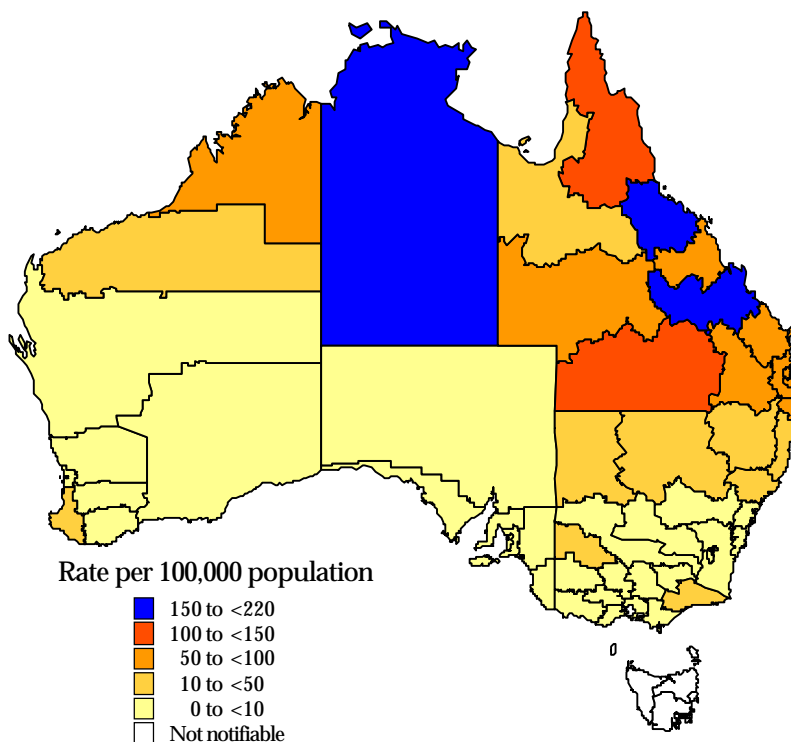 Rate per 100,000 population
150 to <220
100 to <150
50 to <100
10 to <50
0 to <10
Not notifiable